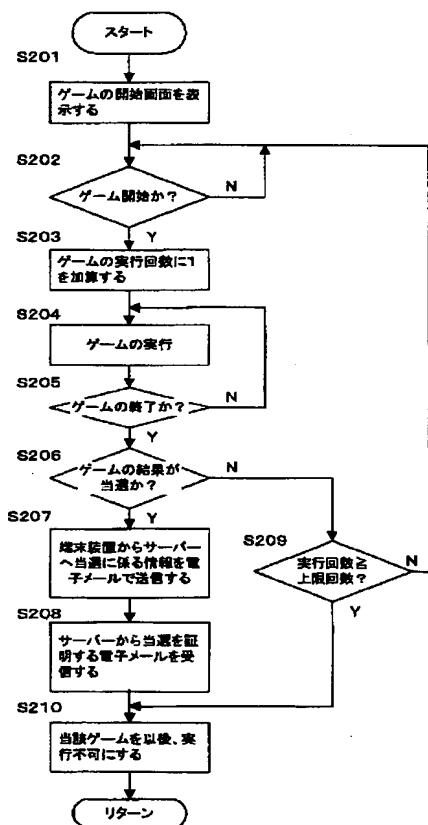 スタート
S201
ゲームの開始画面を表
示する
S202
ゲーム開始か?
N
Y
S203
ゲームの実行回数に1
を加算する
S204
ゲームの実行
S205
ゲームの終了か?
N
Y
S206
ゲームの結果が
当選か?
N
Y
S207
端末装置からサーバー
へ当選に係る情報を電
子メールで送信する
S209
実行回数≧
上限回数?
N
Y
S208
サーバーから当選を証
明する電子メールを受
信する
S210
当該ゲームを以後、実
行不可にする
リターン